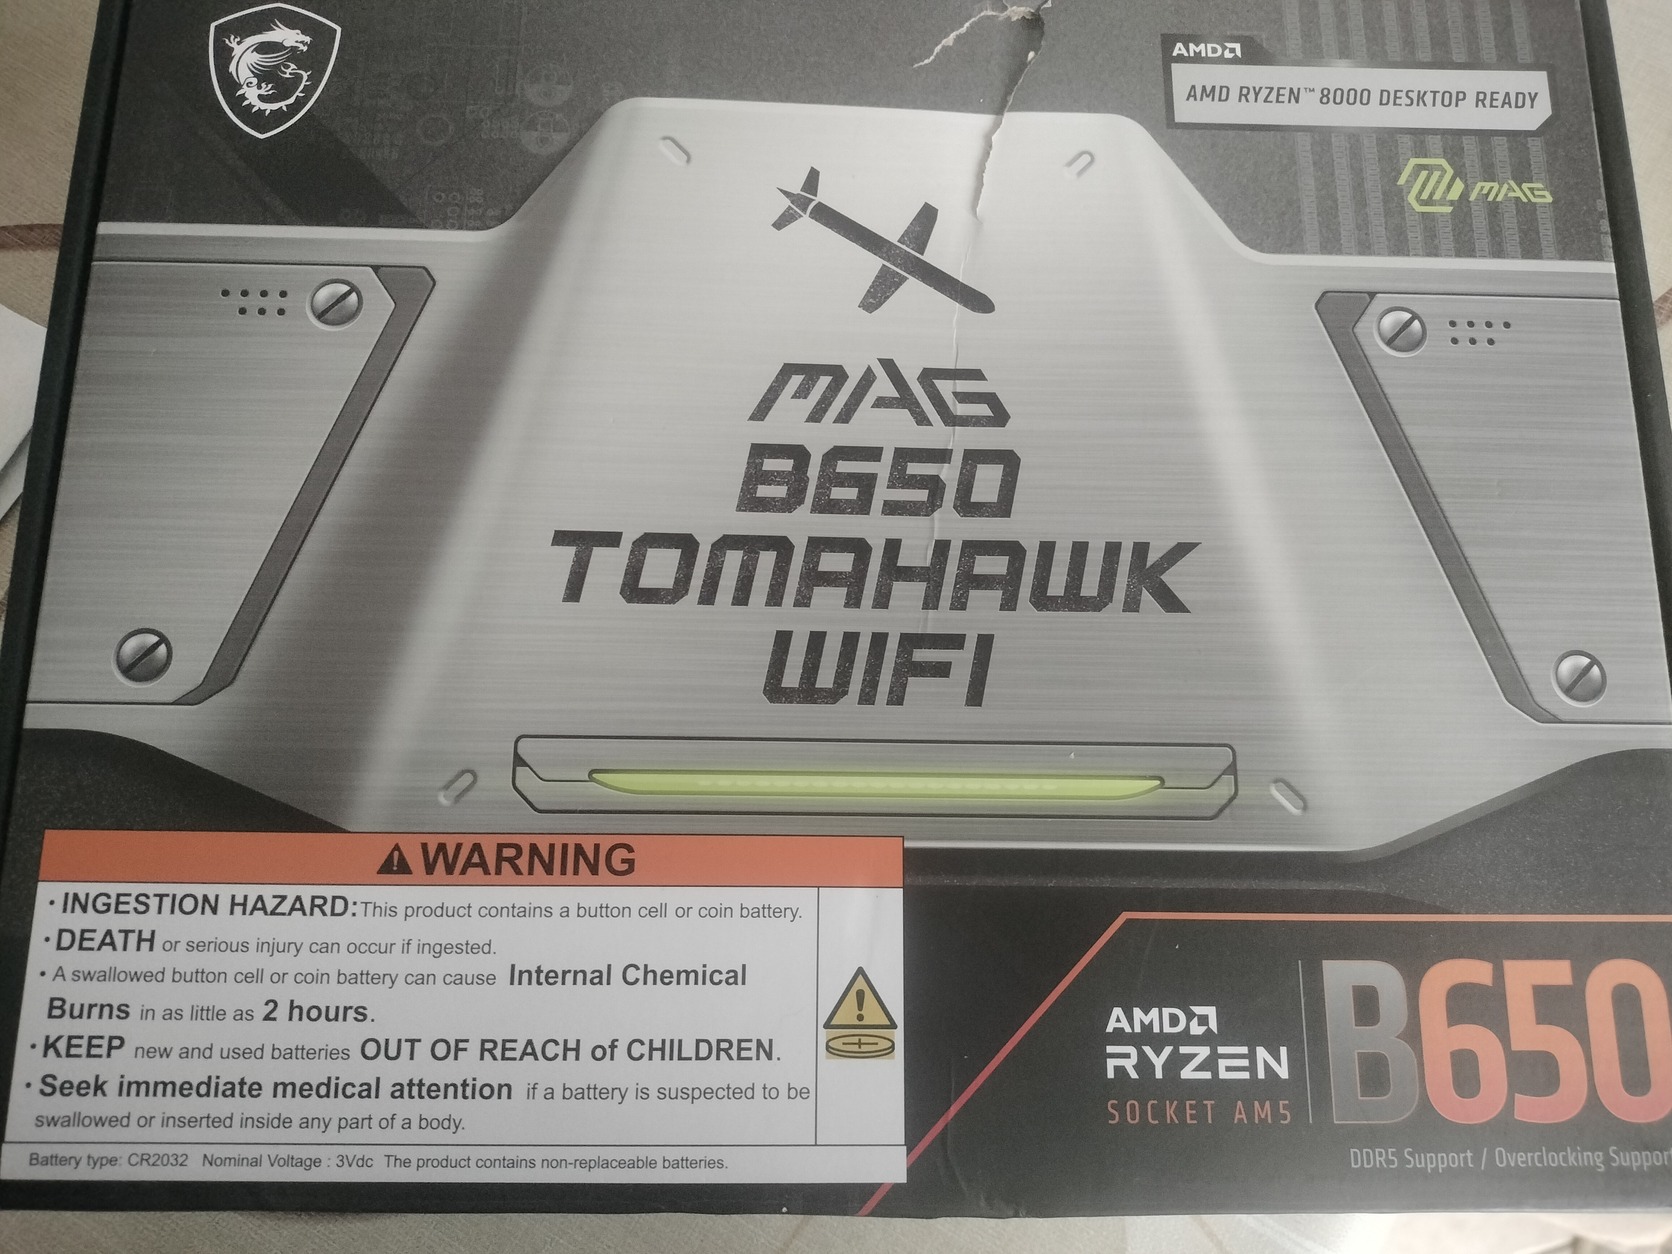 AMD
AMD RYZEN™ 8000 DESKTOP READY
MAG
MAG
B650
TOMAHAWK
WIFI
WARNING
· INGESTION HAZARD: This product contains a button cell or coin battery.
· DEATH or serious injury can occur if ingested.
· A swallowed button cell or coin battery can cause Internal Chemical
Burns in as little as 2 hours.
· KEEP new and used batteries OUT OF REACH of CHILDREN.
· Seek immediate medical attention if a battery is suspected to be
swallowed or inserted inside any part of a body.
Battery type: CR2032 Nominal Voltage : 3Vdc The product contains non-replaceable batteries.
AMD
RYZEN
SOCKET AM5
B650
DDR5 Support / Overclocking Suppor